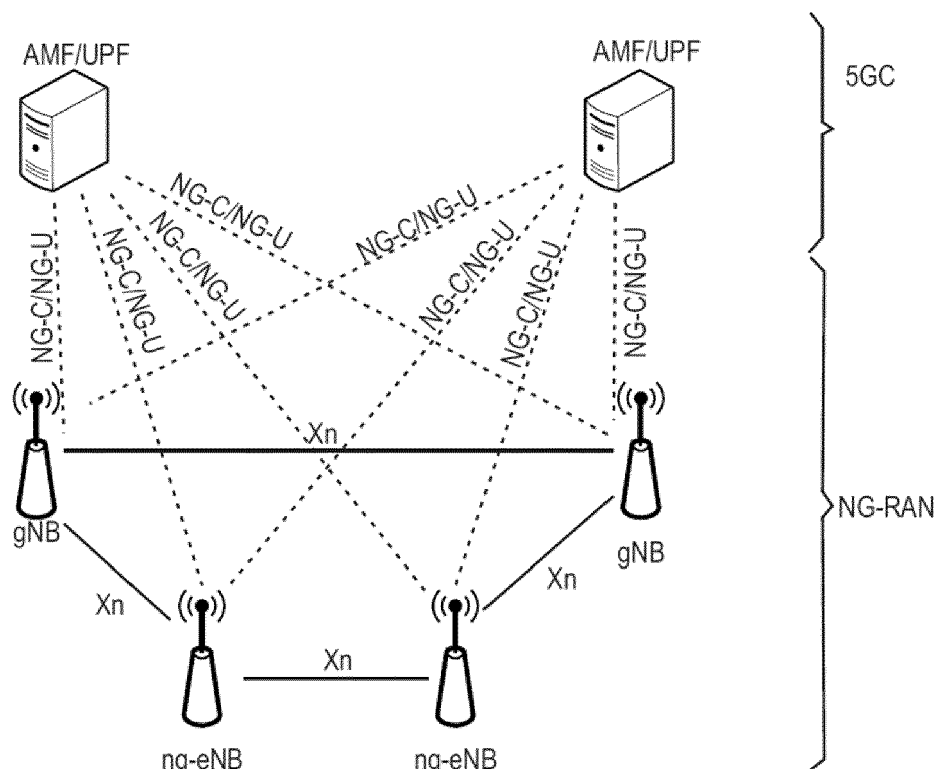 AMF/UPF
AMF/UPF
5GC
NG-C/NG-U
NG-C/NG-U
NG-C/NG-U
NG-C/NG-U
NG-C/NG-U
NG-C/NG-U
NG-C/NG-U
NG-C/NG-U
Xn
NG-RAN
gNB
gNB
Xn
Xn
Xn
ng-eNB
ng-eNB